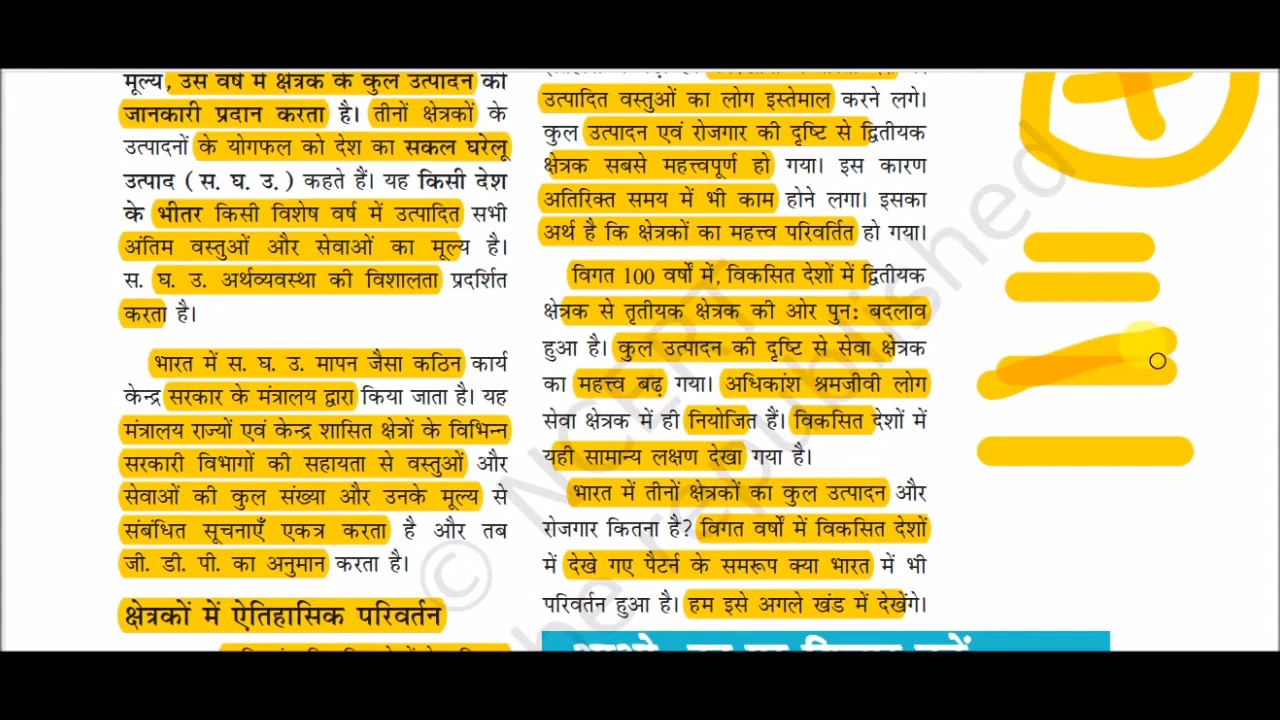 मूल्य, उस वर्ष में क्षेत्रक के कुल उत्पादन की
जानकारी प्रदान करता है। तीनों क्षेत्रकों के
उत्पादनों के योगफल को देश का सकल घरेलू
उत्पाद (स. घ. उ.) कहते हैं। यह किसी देश
के भीतर किसी विशेष वर्ष में उत्पादित सभी
अंतिम वस्तुओं और सेवाओं का मूल्य है।
स. घ. उ. अर्थव्यवस्था की विशालता प्रदर्शित
करता है।
भारत में स. घ. उ. मापन जैसा कठिन कार्य
केन्द्र सरकार के मंत्रालय द्वारा किया जाता है। यह
मंत्रालय राज्यों एवं केन्द्र शासित क्षेत्रों के विभिन्न
सरकारी विभागों की सहायता से वस्तुओं और
सेवाओं की कुल संख्या और उनके मूल्य से
संबंधित सूचनाएँ एकत्र करता है और तब
जी. डी. पी. का अनुमान करता है।
क्षेत्रकों में ऐतिहासिक परिवर्तन
उत्पादित वस्तुओं का लोग इस्तेमाल करने लगे।
कुल उत्पादन एवं रोजगार की दृष्टि से द्वितीयक
क्षेत्रक सबसे महत्त्वपूर्ण हो गया। इस कारण
अतिरिक्त समय में भी काम होने लगा। इसका
अर्थ है कि क्षेत्रकों का महत्त्व परिवर्तित हो गया।
विगत 100 वर्षों में, विकसित देशों में द्वितीयक
क्षेत्रक से तृतीयक क्षेत्रक की ओर पुन: बदलाव
हुआ है। कुल उत्पादन की दृष्टि से सेवा क्षेत्रक
का महत्त्व बढ़ गया। अधिकांश श्रमजीवी लोग
सेवा क्षेत्रक में ही नियोजित हैं। विकसित देशों में
यही सामान्य लक्षण देखा गया है।
भारत में तीनों क्षेत्रकों का कुल उत्पादन और
रोजगार कितना है? विगत वर्षों में विकसित देशों
में देखे गए पैटर्न के समरूप क्या भारत में भी
परिवर्तन हुआ है। हम इसे अगले खंड में देखेंगे।
© NCERT
be republished